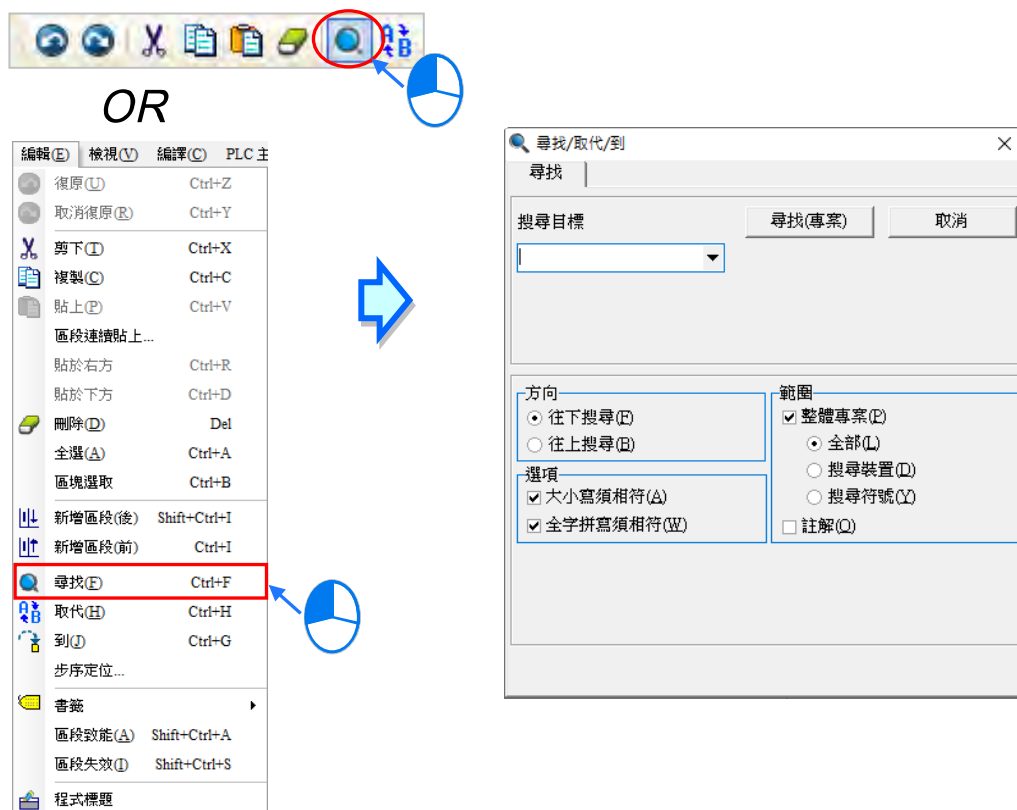 OR
編輯(E) 檢視(V) 編譯(C) PLC 主
復原(U) Ctrl+Z
取消復原(R) Ctrl+Y
剪下(T) Ctrl+X
複製(C) Ctrl+C
貼上(P) Ctrl+V
區段連續貼上...
貼於右方 Ctrl+R
貼於下方 Ctrl+D
刪除(D) Del
全選(A) Ctrl+A
區塊選取 Ctrl+B
新增區段(後) Shift+Ctrl+I
新增區段(前) Ctrl+I
尋找(F) Ctrl+F
取代(H) Ctrl+H
到(J) Ctrl+G
步序定位...
書籤
區段致能(A) Shift+Ctrl+A
區段失效(I) Shift+Ctrl+S
程式標題
尋找/取代/到
尋找
搜尋目標 尋找(專案) 取消
方向
往下搜尋(F)
往上搜尋(B)
選項
大小寫須相符(A)
全字拼寫須相符(W)
範圍
整體專案(P)
全部(L)
搜尋裝置(D)
搜尋符號(Y)
註解(O)